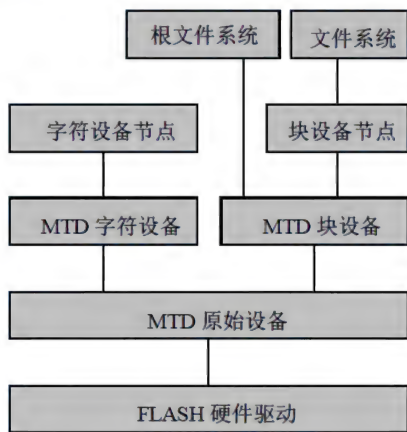 根文件系统
文件系统
字符设备节点
块设备节点
MTD 字符设备
MTD 块设备
MTD 原始设备
FLASH 硬件驱动